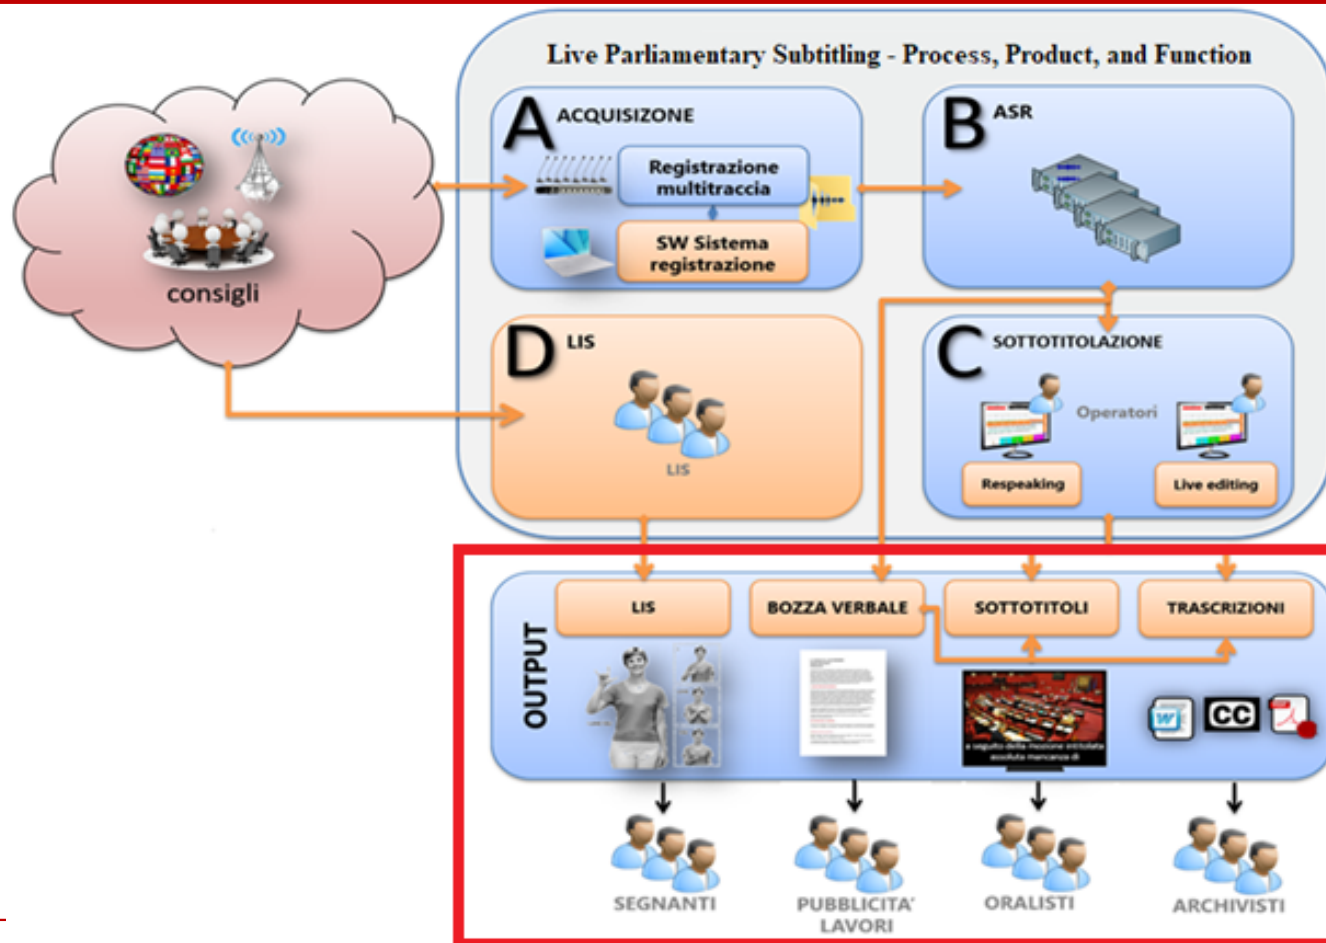 Live Parliamentary Subtitling - Process, Product, and Function
consigli
A
ACQUISIZONE
Registrazione
multitraccia
SW Sistema
registrazione
B
ASR
D
LIS
LIS
C
SOTTOTITOLAZIONE
Operatori
Respeaking
Live editing
OUTPUT
LIS
BOZZA VERBALE
SOTTOTITOLI
TRASCRIZIONI
a seguito della mozione intitolata
assoluta mancanza di
W
CC
SEGNANTI
PUBBLICITA'
LAVORI
ORALISTI
ARCHIVISTI